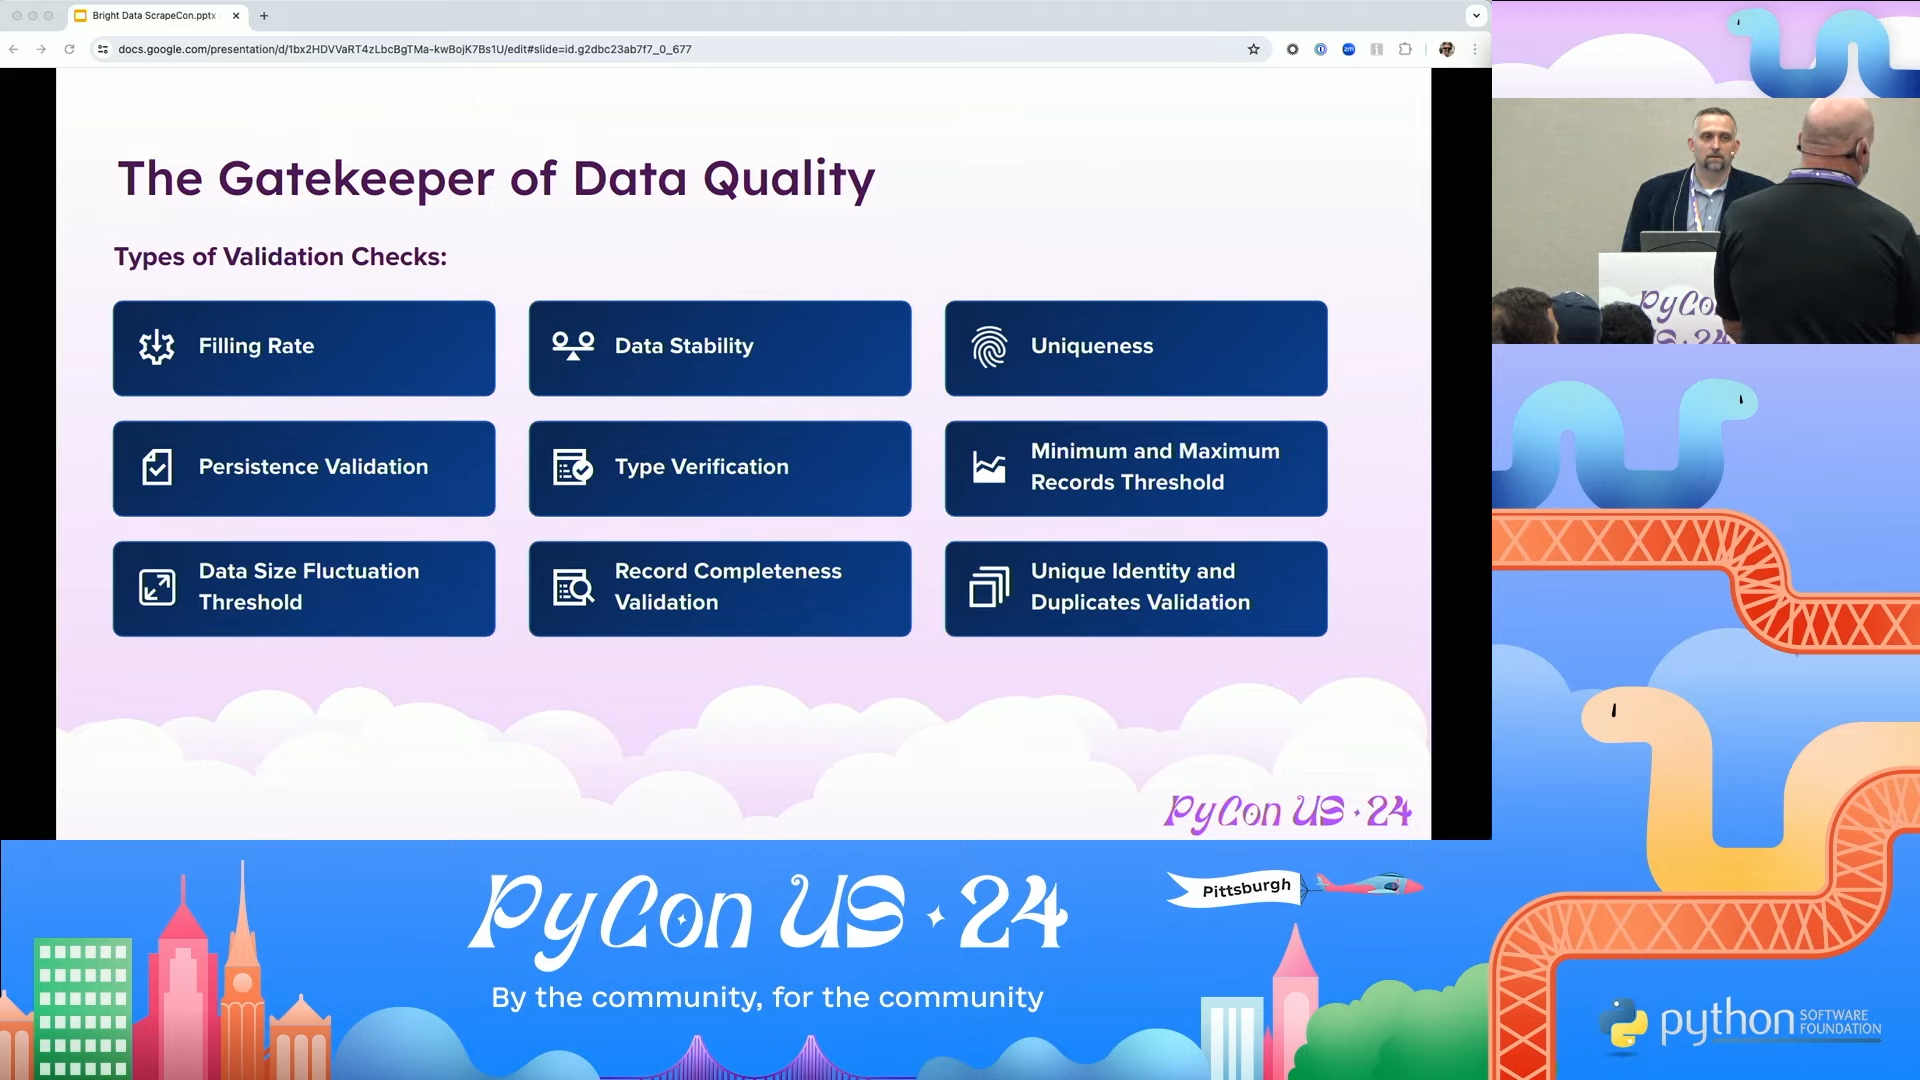 Bright Data ScrapeCon.pptx
docs.google.com/presentation/d/1bx2HDVVaRT4zLbcBgTMa-kwBojK7Bs1U/edit#slide=id.g2dbc23ab7f7_0_677
The Gatekeeper of Data Quality
Types of Validation Checks:
Filling Rate
Data Stability
Uniqueness
Persistence Validation
Type Verification
Minimum and Maximum
Records Threshold
Data Size Fluctuation
Threshold
Record Completeness
Validation
Unique Identity and
Duplicates Validation
PyCon US 24
PyCo
S 24
PyCon US 24
By the community, for the community
Pittsburgh
python SOFTWARE
FOUNDATION